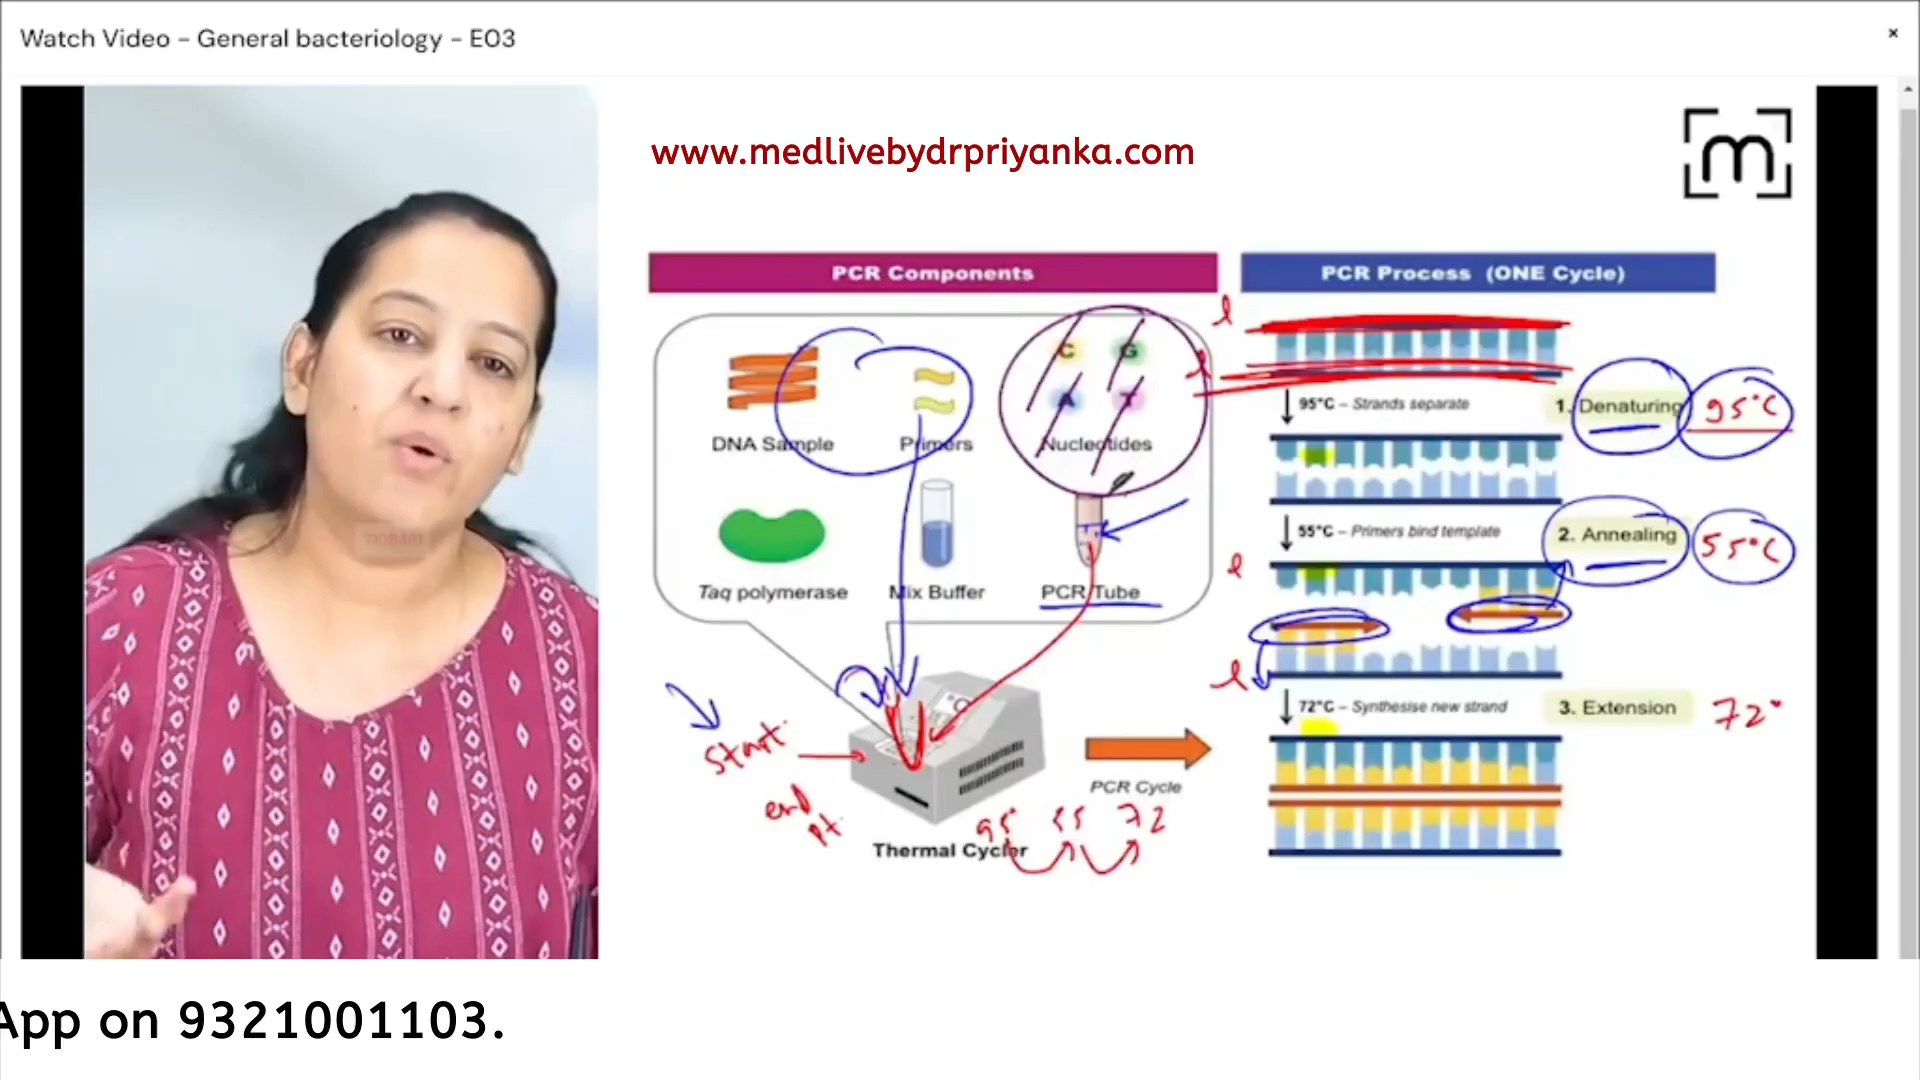 Watch Video – General bacteriology – E03
×
www.medlivebydrpriyanka.com
m
PCR Components
PCR Process (ONE Cycle)
C G
A T
DNA Sample
Primers
Nucleotides
Taq polymerase
Mix Buffer
PCR Tube
start
end
pt.
Thermal Cycler
PCR Cycle
95° 55 72
l
l
95°C – Strands separate
1. Denaturing
95°C
55°C – Primers bind template
2. Annealing
55°C
l
l
72°C – Synthesise new strand
3. Extension
72°
7108481
App on 9321001103.